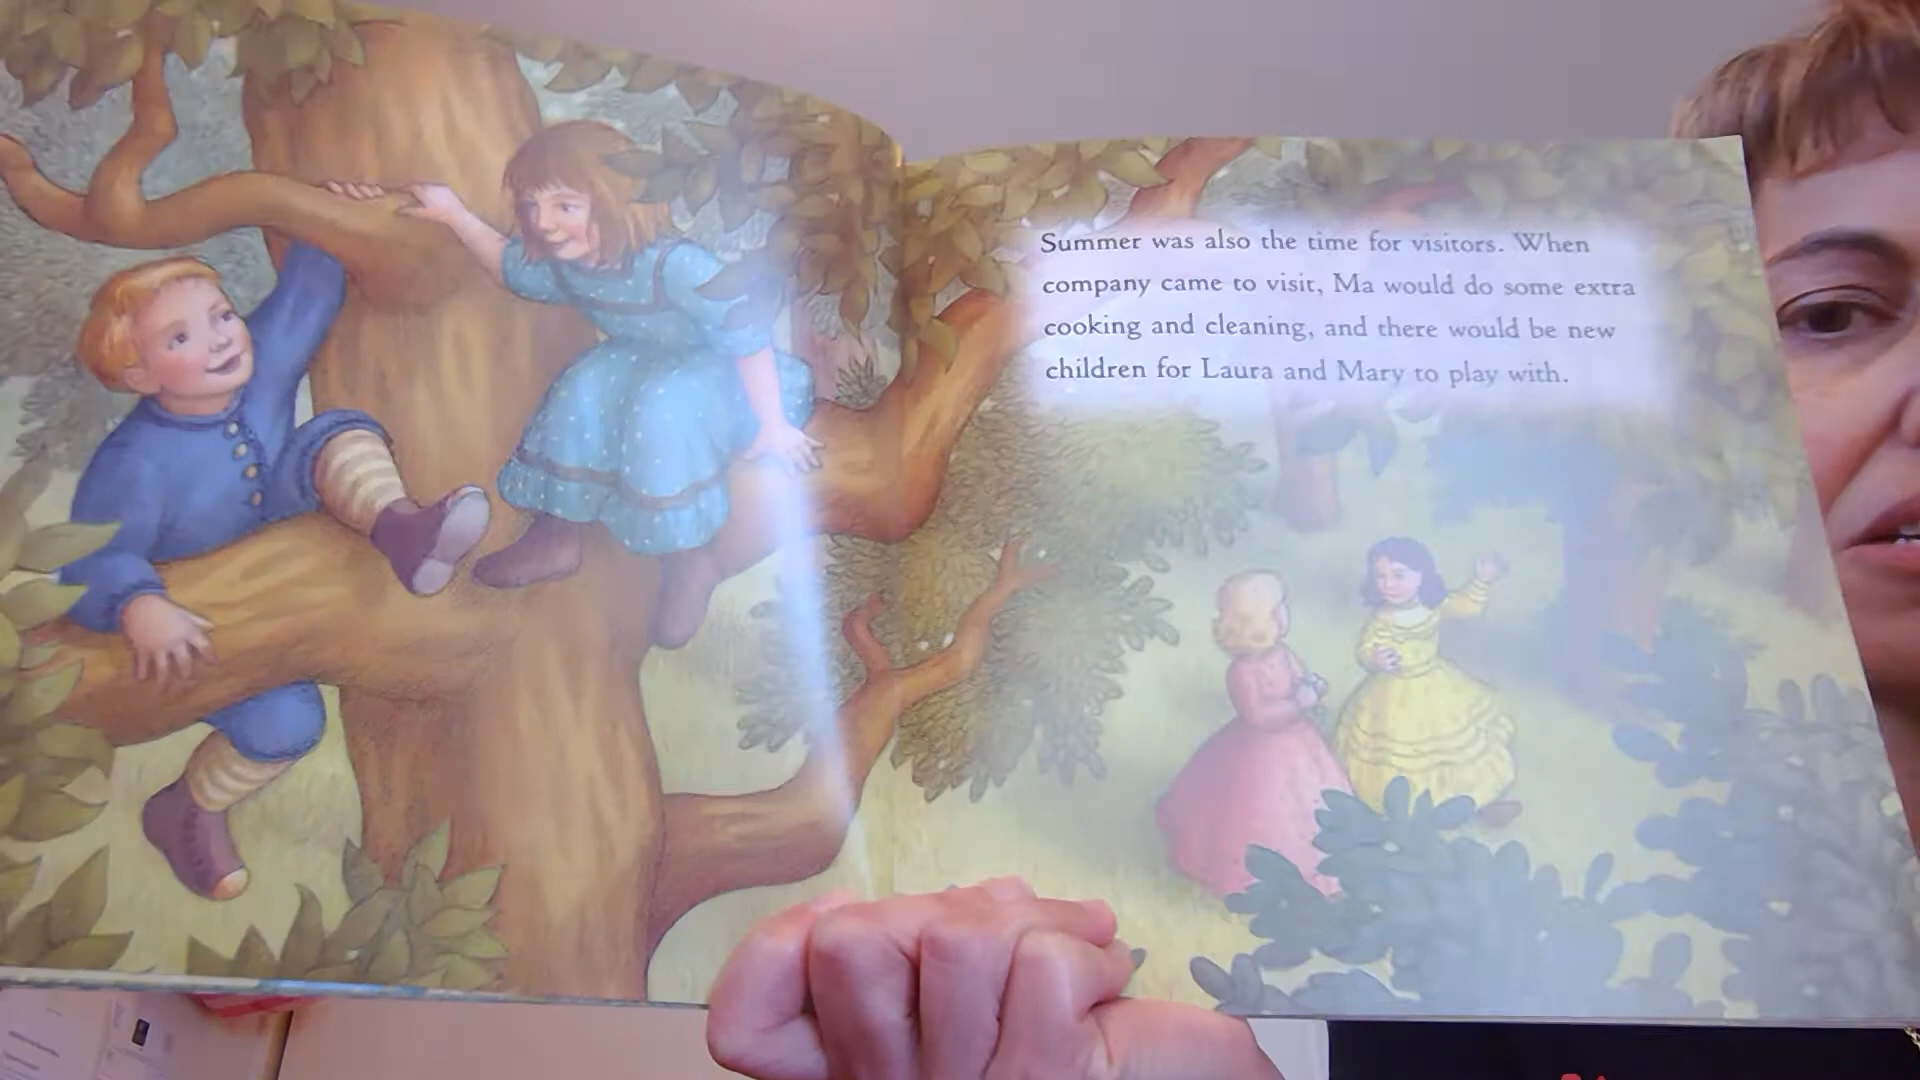 Summer was also the time for visitors. When
company came to visit, Ma would do some extra
cooking and cleaning, and there would be new
children for Laura and Mary to play with.